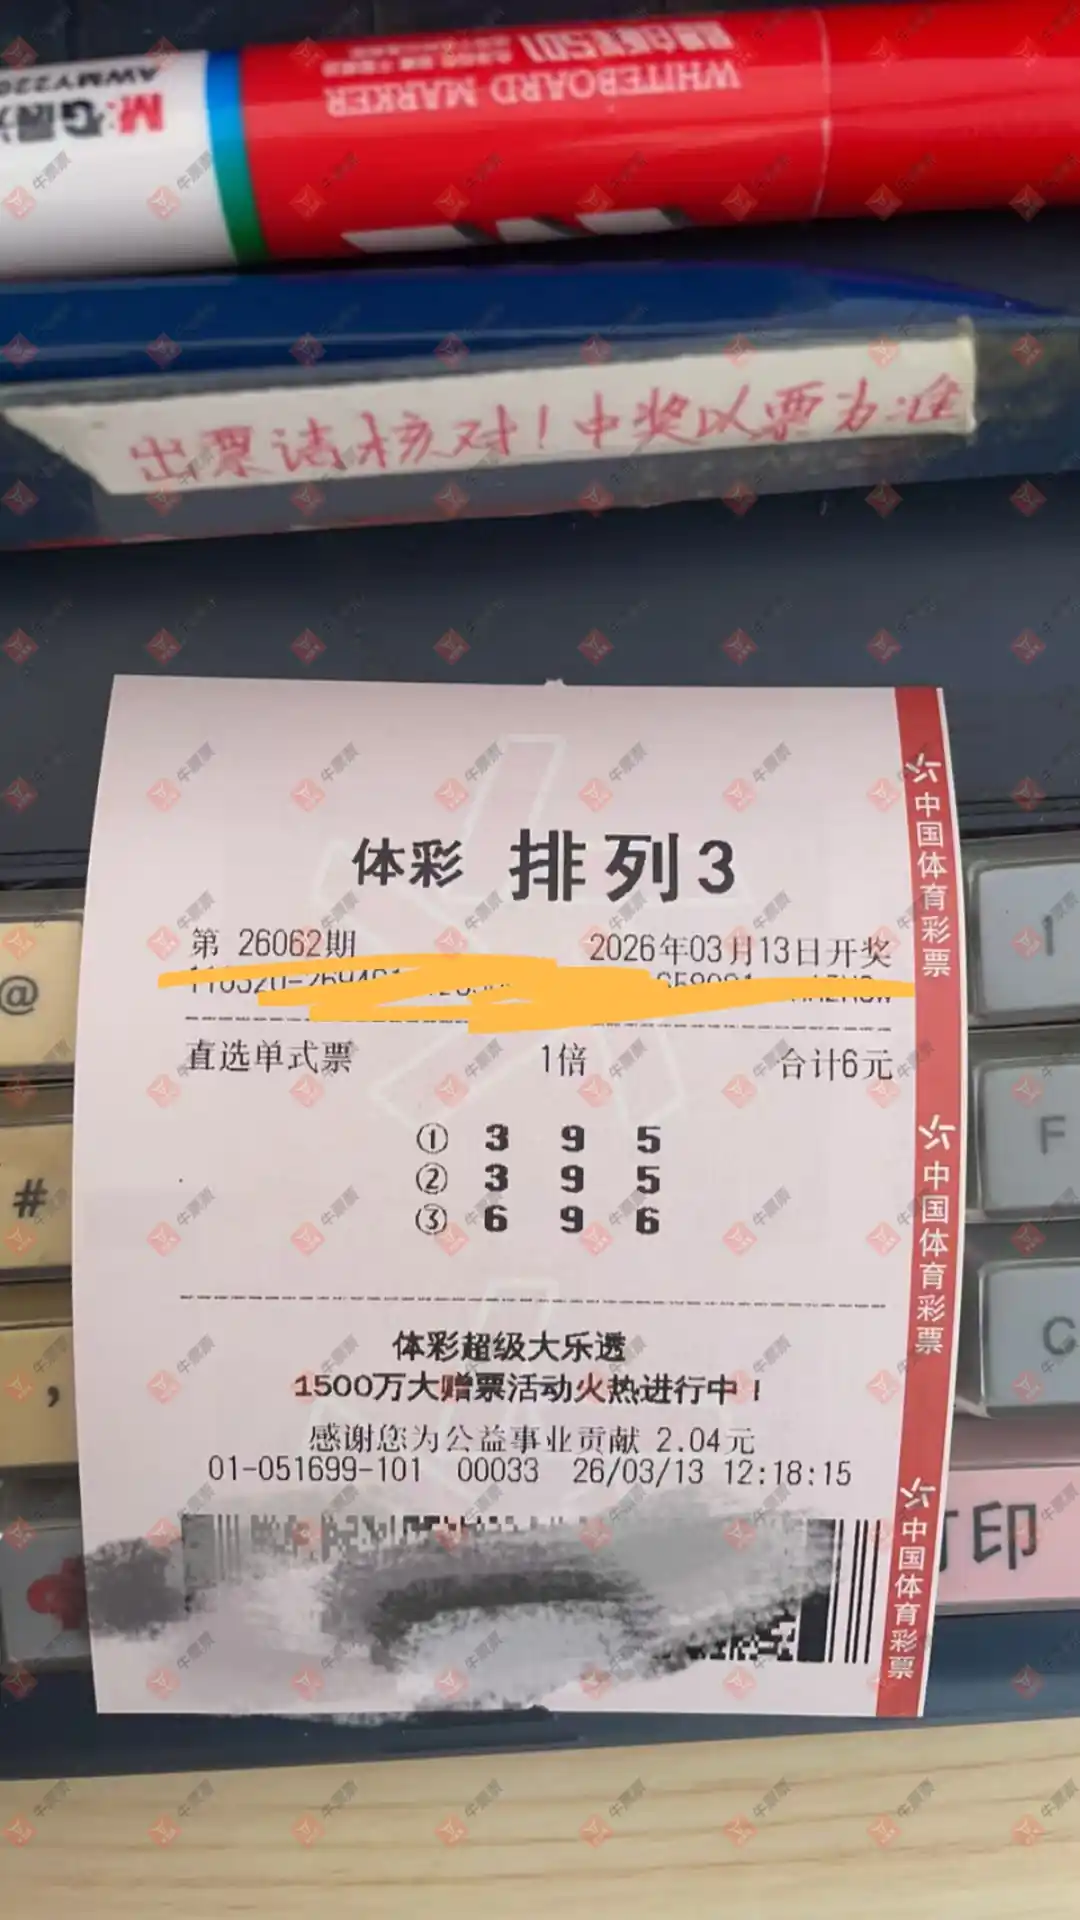 WHITEBOARD MARKER
出票请核对！中奖以票为准
体彩 排列3
第 26062期 2026年03月13日开奖
直选单式票 1倍 合计6元
① 3 9 5
② 3 9 5
③ 6 9 6
体彩超级大乐透
1500万大赠票活动火热进行中！
感谢您为公益事业贡献 2.04元
01-051699-101 00033 26/03/13 12:18:15
中国体育彩票
中国体育彩票
中国体育彩票
@
#
,
F
C
印
牛票票